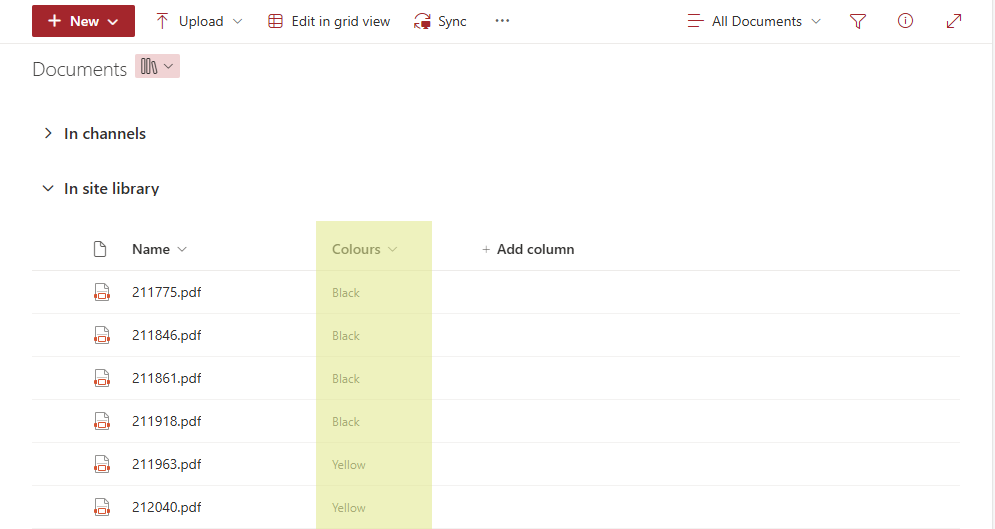 New Upload Edit in grid view Sync ... All Documents
Documents
In channels
In site library
Name Colours + Add column
211775.pdf Black
211846.pdf Black
211861.pdf Black
211918.pdf Black
211963.pdf Yellow
212040.pdf Yellow